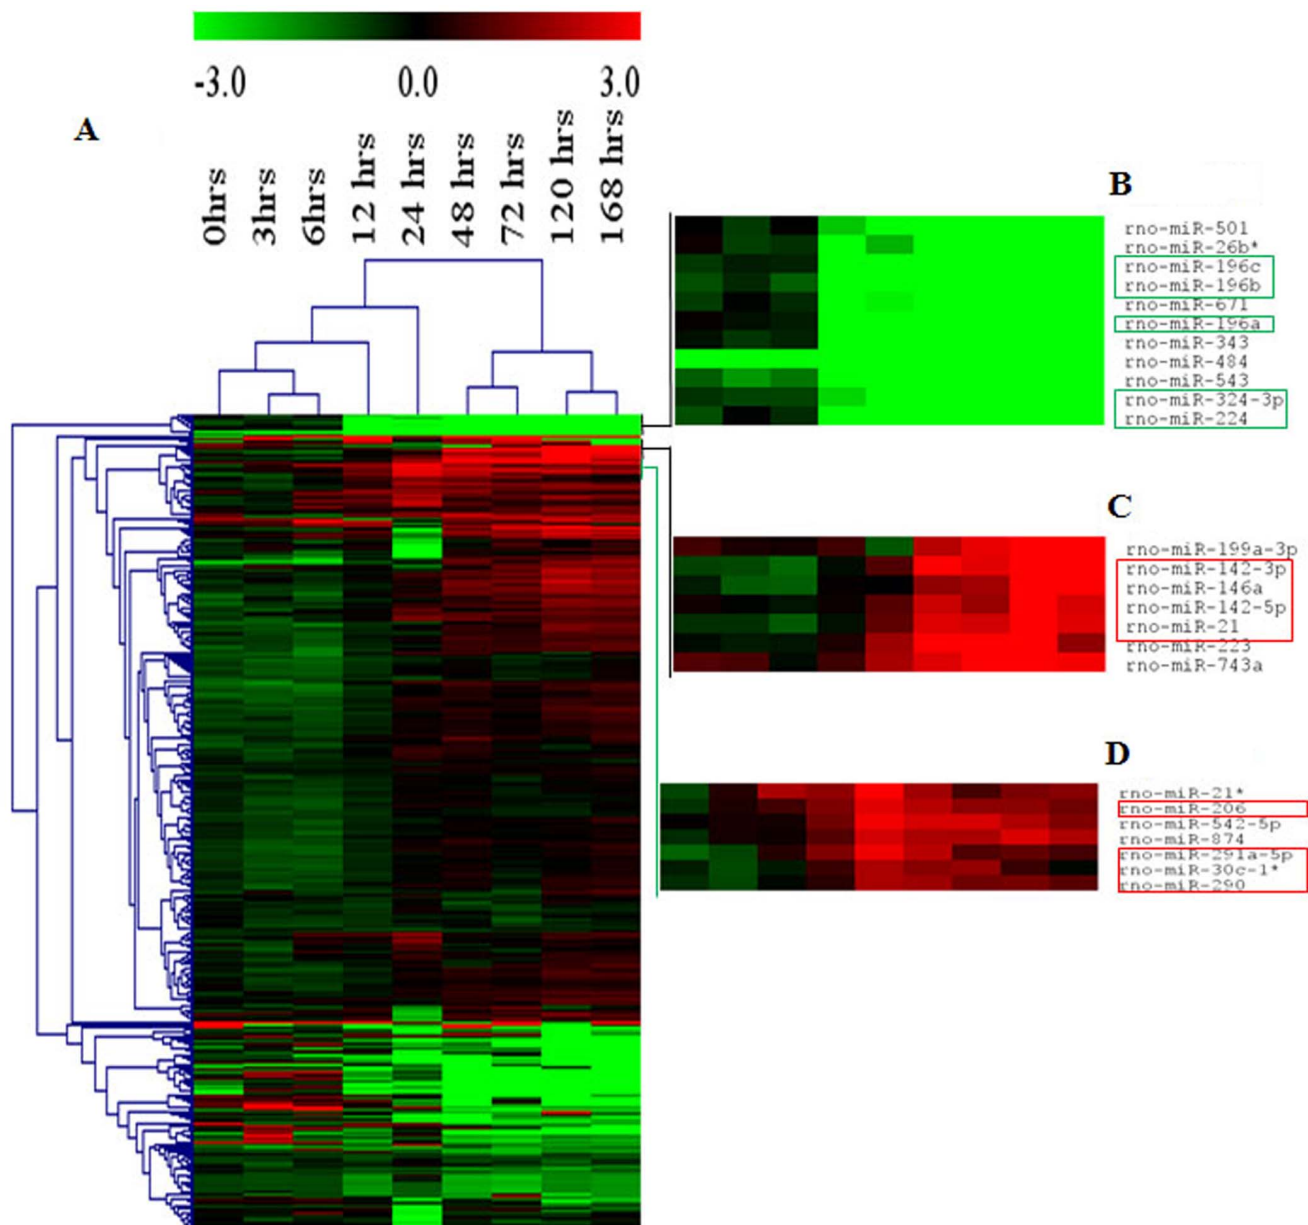 -3.0 0.0 3.0
A
0hrs
3hrs
6hrs
12 hrs
24 hrs
48 hrs
72 hrs
120 hrs
168 hrs
B
rno-miR-501
rno-miR-26b*
rno-miR-196c
rno-miR-196b
rno-miR-671
rno-miR-196a
rno-miR-343
rno-miR-484
rno-miR-543
rno-miR-324-3p
rno-miR-224
C
rno-miR-199a-3p
rno-miR-142-3p
rno-miR-146a
rno-miR-142-5p
rno-miR-21
rno-miR-223
rno-miR-743a
D
rno-miR-21*
rno-miR-206
rno-miR-542-5p
rno-miR-874
rno-miR-291a-5p
rno-miR-30c-1*
rno-miR-290